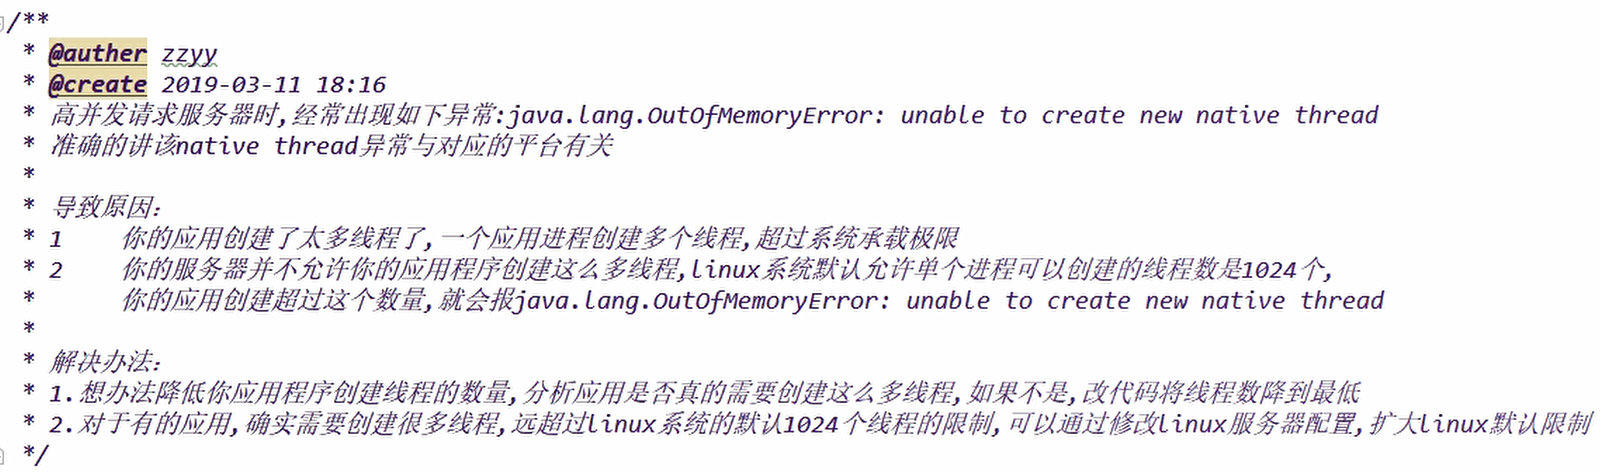 /**
* @auther zzyy
* @create 2019-03-11 18:16
* 高并发请求服务器时,经常出现如下异常:java.lang.OutOfMemoryError: unable to create new native thread
* 准确的讲该native thread异常与对应的平台有关
*
* 导致原因:
* 1 你的应用创建了太多线程了,一个应用进程创建多个线程,超过系统承载极限
* 2 你的服务器并不允许你的应用程序创建这么多线程,linux系统默认允许单个进程可以创建的线程数是1024个,
* 你的应用创建超过这个数量,就会报java.lang.OutOfMemoryError: unable to create new native thread
*
* 解决办法:
* 1.想办法降低你应用程序创建线程的数量,分析应用是否真的需要创建这么多线程,如果不是,改代码将线程数降到最低
* 2.对于有的应用,确实需要创建很多线程,远超过linux系统的默认1024个线程的限制,可以通过修改linux服务器配置,扩大linux默认限制
*/